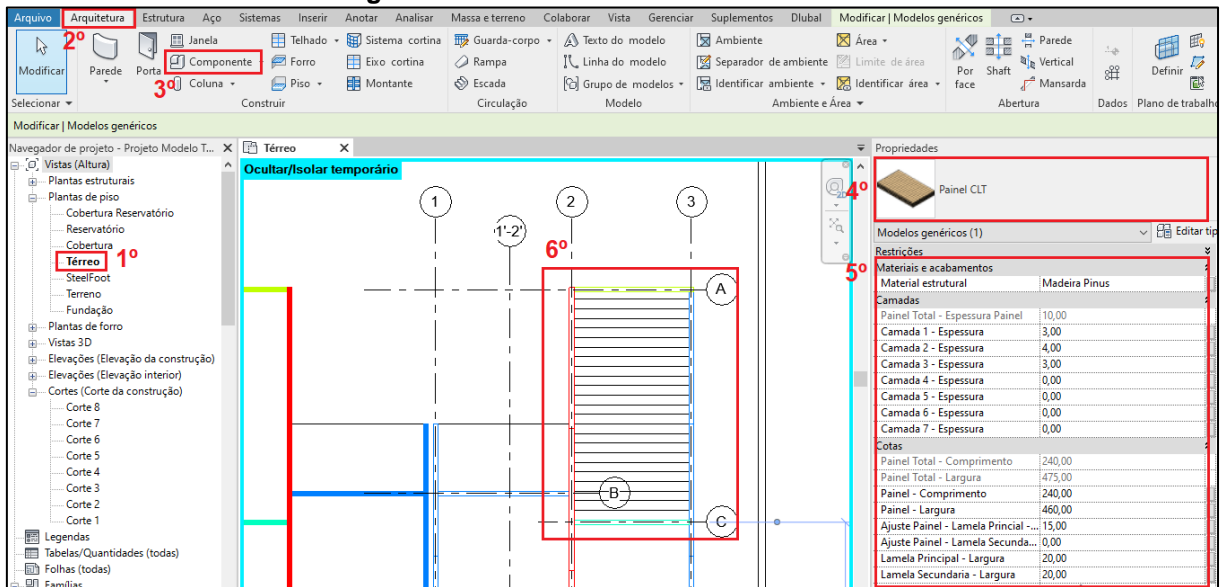 Arquivo Arquitetura Estrutura Aço Sistemas Inserir Anotar Analisar Massa e terreno Colaborar Vista Gerenciar Suplementos Dlubal Modificar | Modelos genéricos
2º
Janela Telhado Sistema cortina Guarda-corpo Texto do modelo Ambiente Área Parede
Modificar Parede Porta Componente Forro Eixo cortina Rampa Linha do modelo Separador de ambiente Limite de área Por face Shaft Vertical Definir
3º Coluna Piso Montante Escada Grupo de modelos Identificar ambiente Identificar área Mansarda
Selecionar Construir Circulação Modelo Ambiente e Área Abertura Dados Plano de trabalho
Modificar | Modelos genéricos
Navegador de projeto - Projeto Modelo T... X
Vistas (Altura)
Plantas estruturais
Plantas de piso
Cobertura Reservatório
Reservatório
Cobertura
Térreo 1º
SteelFoot
Terreno
Fundação
Plantas de forro
Vistas 3D
Elevações (Elevação da construção)
Elevações (Elevação interior)
Cortes (Corte da construção)
Corte 8
Corte 7
Corte 6
Corte 5
Corte 4
Corte 3
Corte 2
Corte 1
Legendas
Tabelas/Quantidades (todas)
Folhas (todas)
Famílias
Térreo X
Ocultar/Isolar temporário
1 2 3
1'-2'
6º
A
B
C
2D
Propriedades
4º
Painel CLT
Modelos genéricos (1) Editar tip
Restrições
5º
Materiais e acabamentos
Material estrutural Madeira Pinus
Camadas
Painel Total - Espessura Painel 10,00
Camada 1 - Espessura 3,00
Camada 2 - Espessura 4,00
Camada 3 - Espessura 3,00
Camada 4 - Espessura 0,00
Camada 5 - Espessura 0,00
Camada 6 - Espessura 0,00
Camada 7 - Espessura 0,00
Cotas
Painel Total - Comprimento 240,00
Painel Total - Largura 475,00
Painel - Comprimento 240,00
Painel - Largura 460,00
Ajuste Painel - Lamela Princial -... 15,00
Ajuste Painel - Lamela Secunda... 0,00
Lamela Principal - Largura 20,00
Lamela Secundaria - Largura 20,00